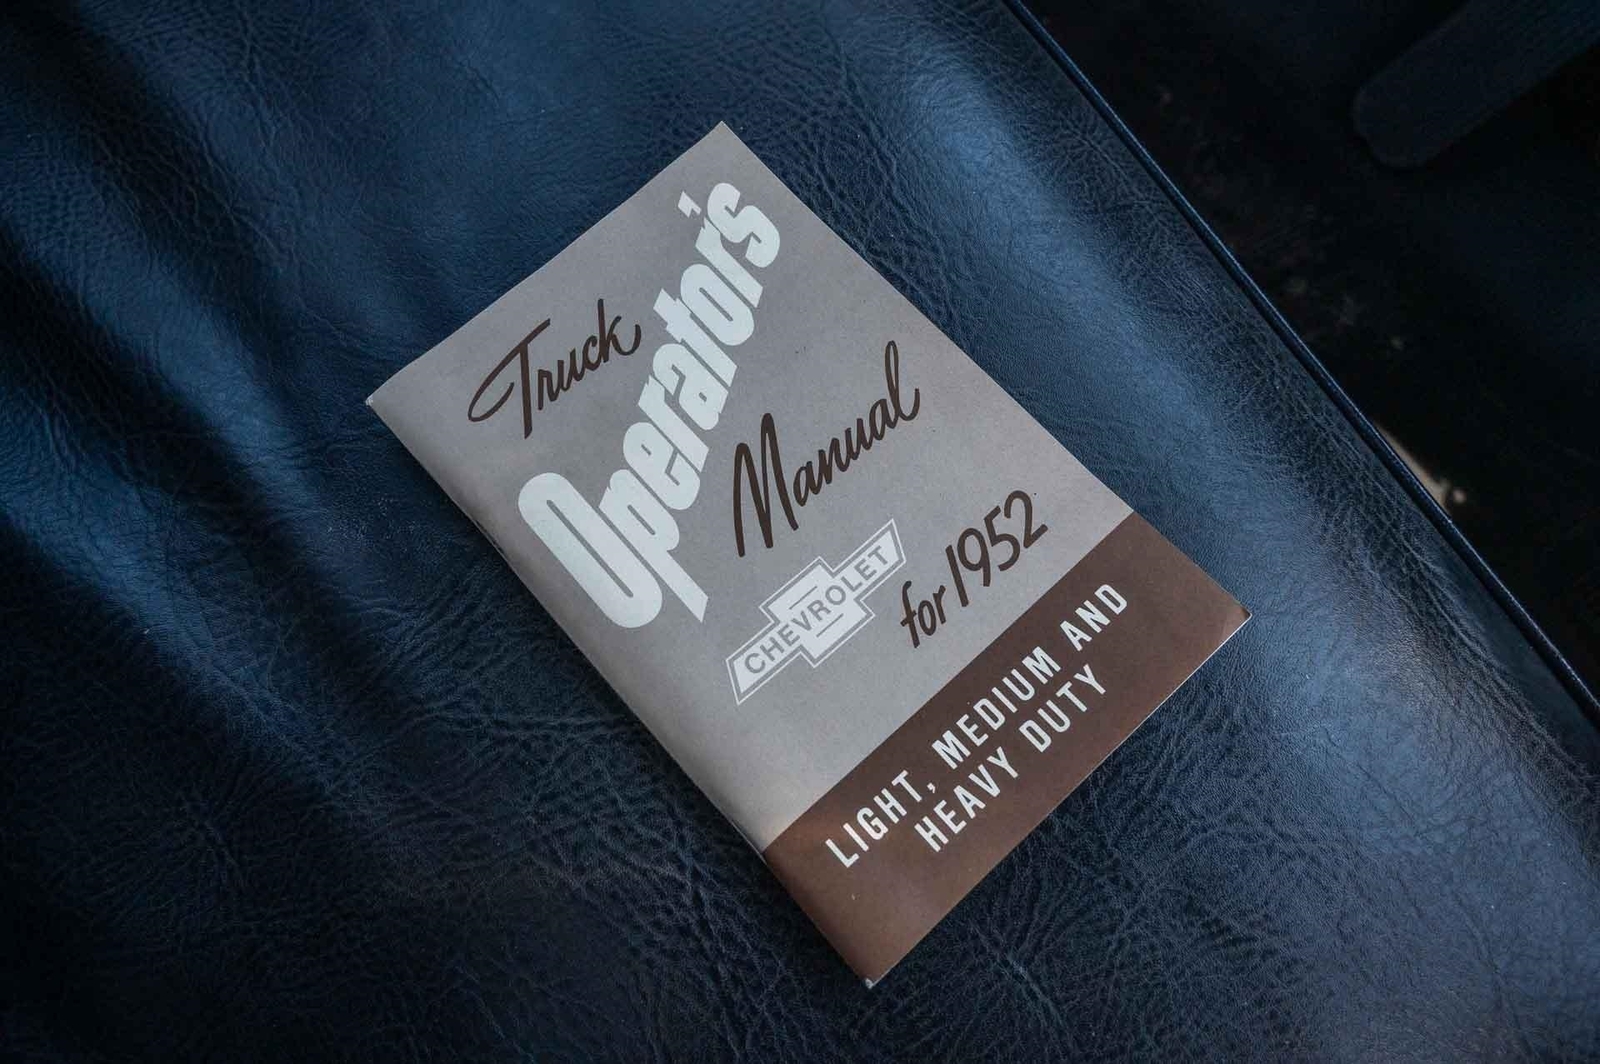 Truck
Operator's
Manual
CHEVROLET
for 1952
LIGHT, MEDIUM AND
HEAVY DUTY